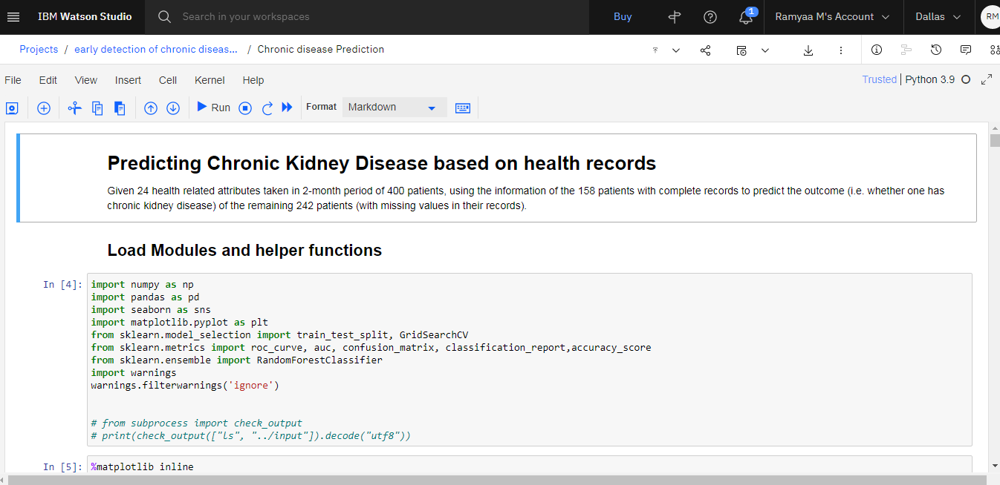 IBM Watson Studio
Search in your workspaces
Buy
1
Ramyaa M's Account
Dallas
RM
Projects / early detection of chronic diseas... / Chronic disease Prediction
File Edit View Insert Cell Kernel Help
Trusted | Python 3.9
Run
Format
Markdown
Predicting Chronic Kidney Disease based on health records
Given 24 health related attributes taken in 2-month period of 400 patients, using the information of the 158 patients with complete records to predict the outcome (i.e. whether one has
chronic kidney disease) of the remaining 242 patients (with missing values in their records).
Load Modules and helper functions
In [4]:
import numpy as np
import pandas as pd
import seaborn as sns
import matplotlib.pyplot as plt
from sklearn.model_selection import train_test_split, GridSearchCV
from sklearn.metrics import roc_curve, auc, confusion_matrix, classification_report,accuracy_score
from sklearn.ensemble import RandomForestClassifier
import warnings
warnings.filterwarnings('ignore')
# from subprocess import check_output
# print(check_output(["ls", "../input"]).decode("utf8"))
In [5]:
%matplotlib inline